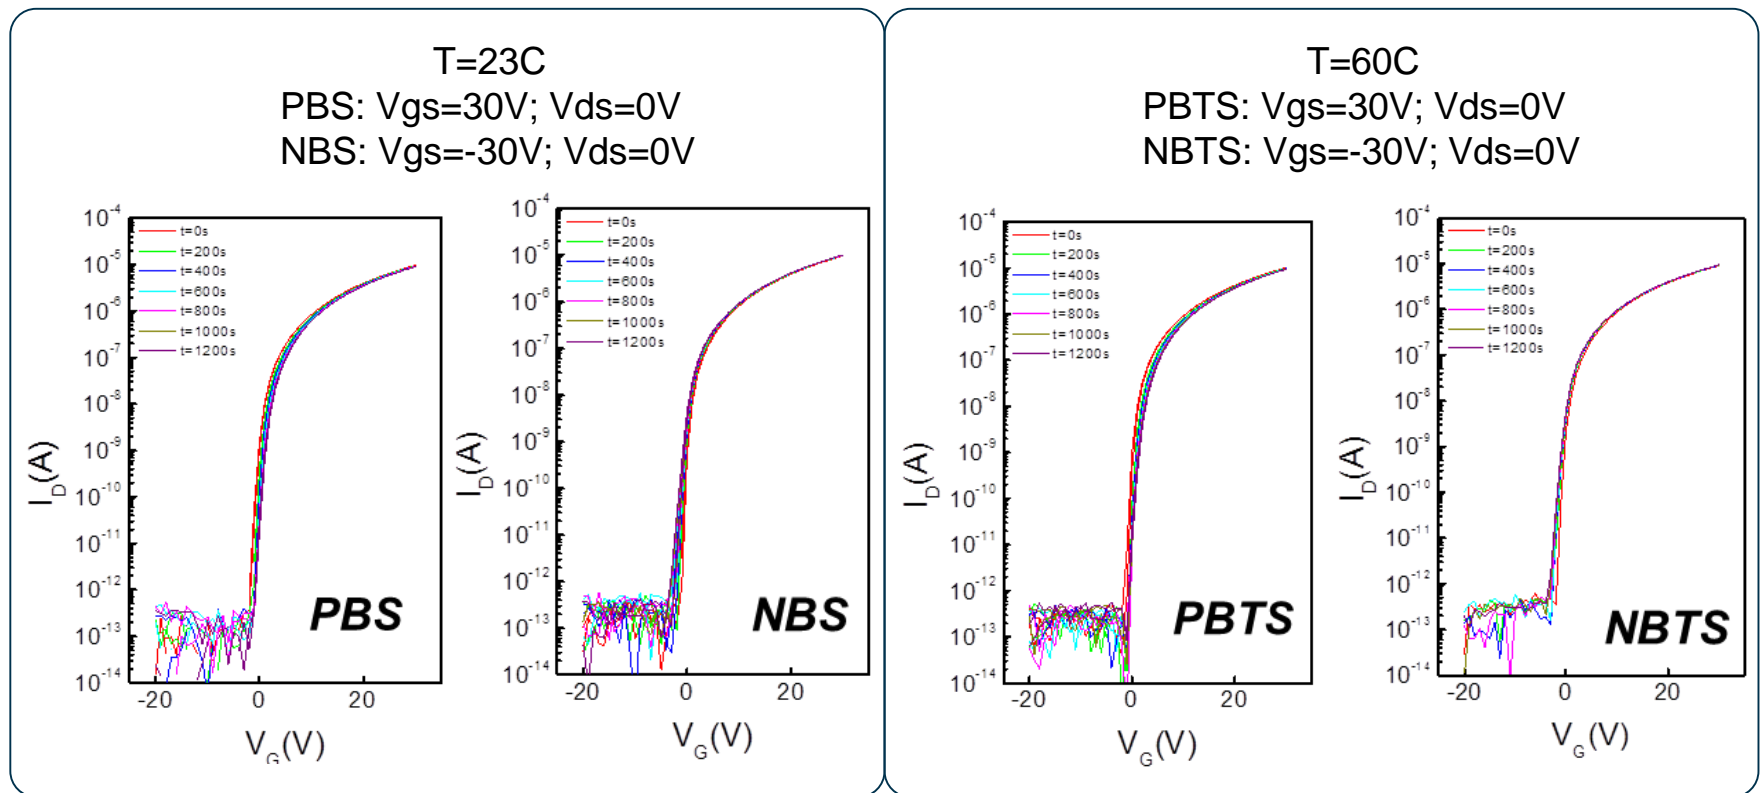 T=23C
PBS: Vgs=30V; Vds=0V
NBS: Vgs=-30V; Vds=0V
10-4
10-5
10-6
10-7
10-8
10-9
10-10
10-11
10-12
10-13
10-14
ID(A)
t=0s
t=200s
t=400s
t=600s
t=800s
t=1000s
t=1200s
PBS
-20
0
20
VG(V)
10-4
10-5
10-6
10-7
10-8
10-9
10-10
10-11
10-12
10-13
10-14
ID(A)
t=0s
t=200s
t=400s
t=600s
t=800s
t=1000s
t=1200s
NBS
-20
0
20
VG(V)
T=60C
PBTS: Vgs=30V; Vds=0V
NBTS: Vgs=-30V; Vds=0V
10-4
10-5
10-6
10-7
10-8
10-9
10-10
10-11
10-12
10-13
10-14
ID(A)
t=0s
t=200s
t=400s
t=600s
t=800s
t=1000s
t=1200s
PBTS
-20
0
20
VG(V)
10-4
10-5
10-6
10-7
10-8
10-9
10-10
10-11
10-12
10-13
10-14
ID(A)
t=0s
t=200s
t=400s
t=600s
t=800s
t=1000s
t=1200s
NBTS
-20
0
20
VG(V)